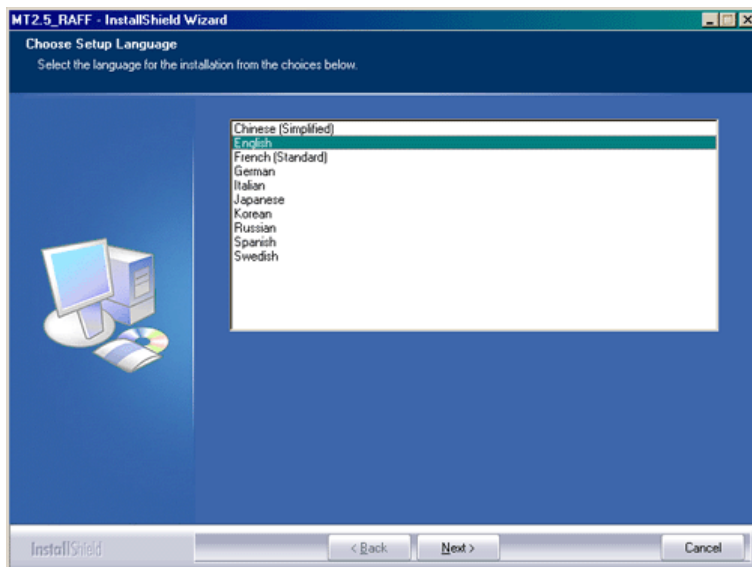 MT2.5_RAFF - InstallShield Wizard
Choose Setup Language
Select the language for the installation from the choices below.
Chinese (Simplified)
English
French (Standard)
German
Italian
Japanese
Korean
Russian
Spanish
Swedish
InstallShield
< Back
Next >
Cancel